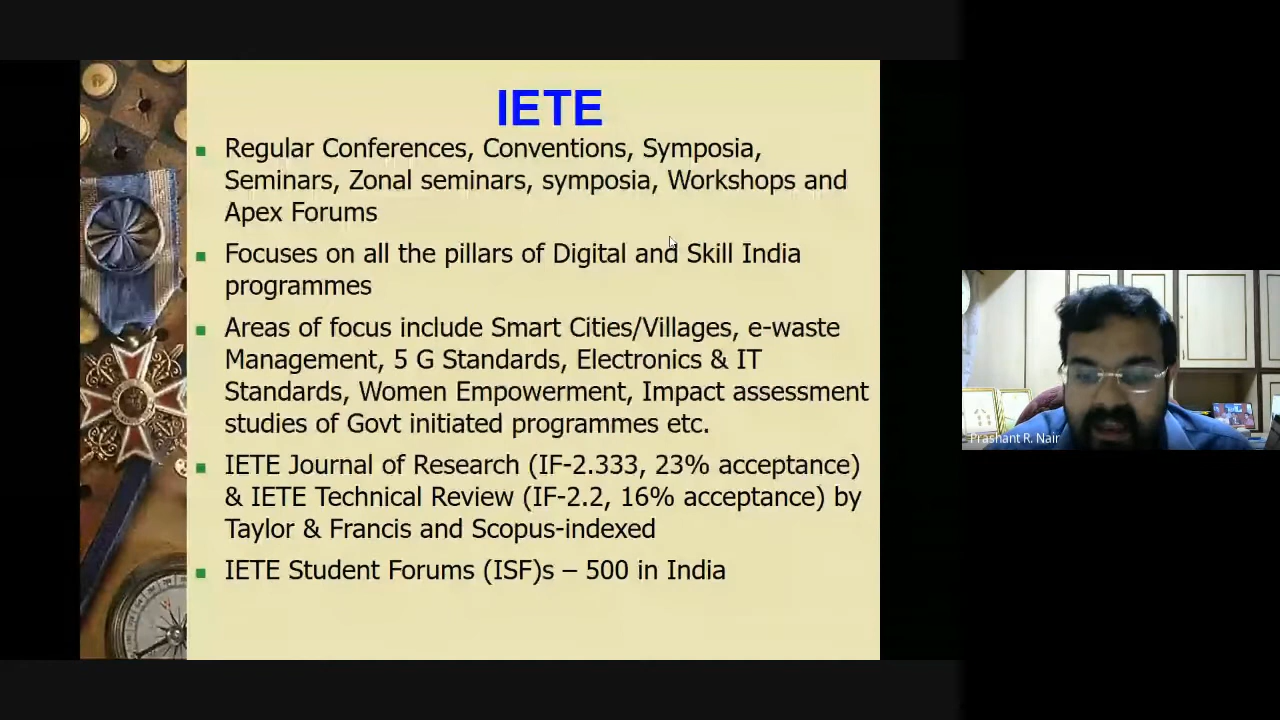 IETE
Regular Conferences, Conventions, Symposia,
Seminars, Zonal seminars, symposia, Workshops and
Apex Forums
Focuses on all the pillars of Digital and Skill India
programmes
Areas of focus include Smart Cities/Villages, e-waste
Management, 5 G Standards, Electronics & IT
Standards, Women Empowerment, Impact assessment
studies of Govt initiated programmes etc.
IETE Journal of Research (IF-2.333, 23% acceptance)
& IETE Technical Review (IF-2.2, 16% acceptance) by
Taylor & Francis and Scopus-indexed
IETE Student Forums (ISF)s – 500 in India
Prashant R. Nair